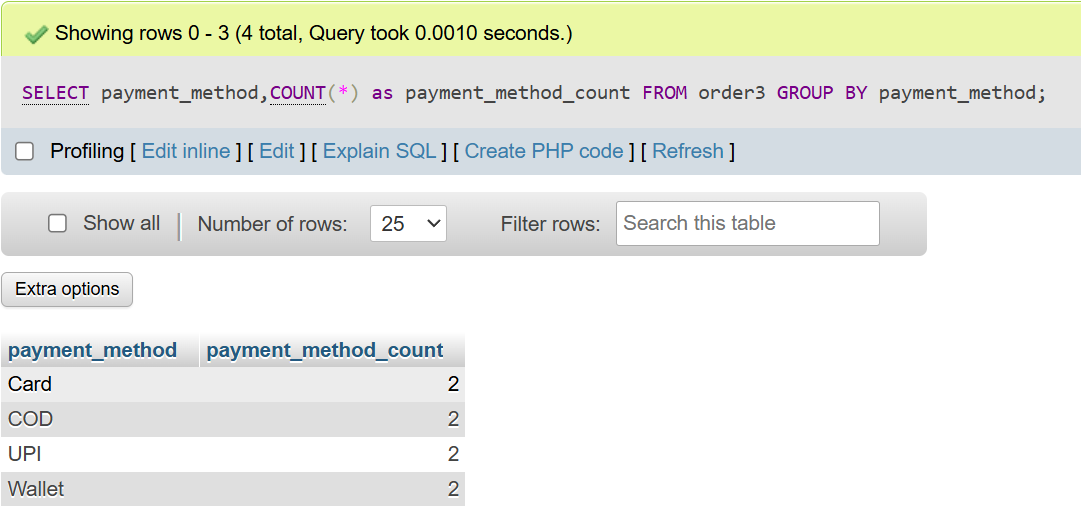 Showing rows 0 - 3 (4 total, Query took 0.0010 seconds.)
SELECT payment_method,COUNT(*) as payment_method_count FROM order3 GROUP BY payment_method;
Profiling [ Edit inline ] [ Edit ] [ Explain SQL ] [ Create PHP code ] [ Refresh ]
Show all Number of rows: 25 Filter rows: Search this table
Extra options
payment_method payment_method_count
Card 2
COD 2
UPI 2
Wallet 2